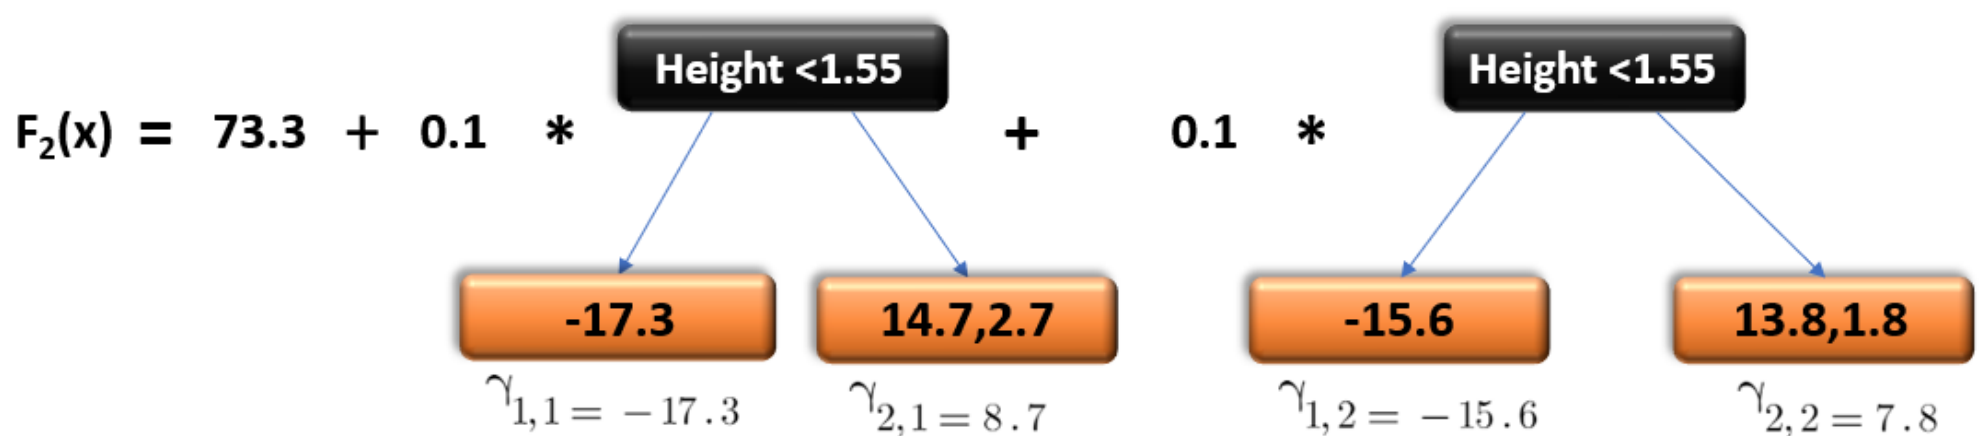 Height <1.55 Height <1.55
F₂(x) = 73.3 + 0.1 * + 0.1 *
-17.3 14.7,2.7 -15.6 13.8,1.8
γ₁,₁ = −17.3 γ₂,₁ = 8.7 γ₁,₂ = −15.6 γ₂,₂ = 7.8